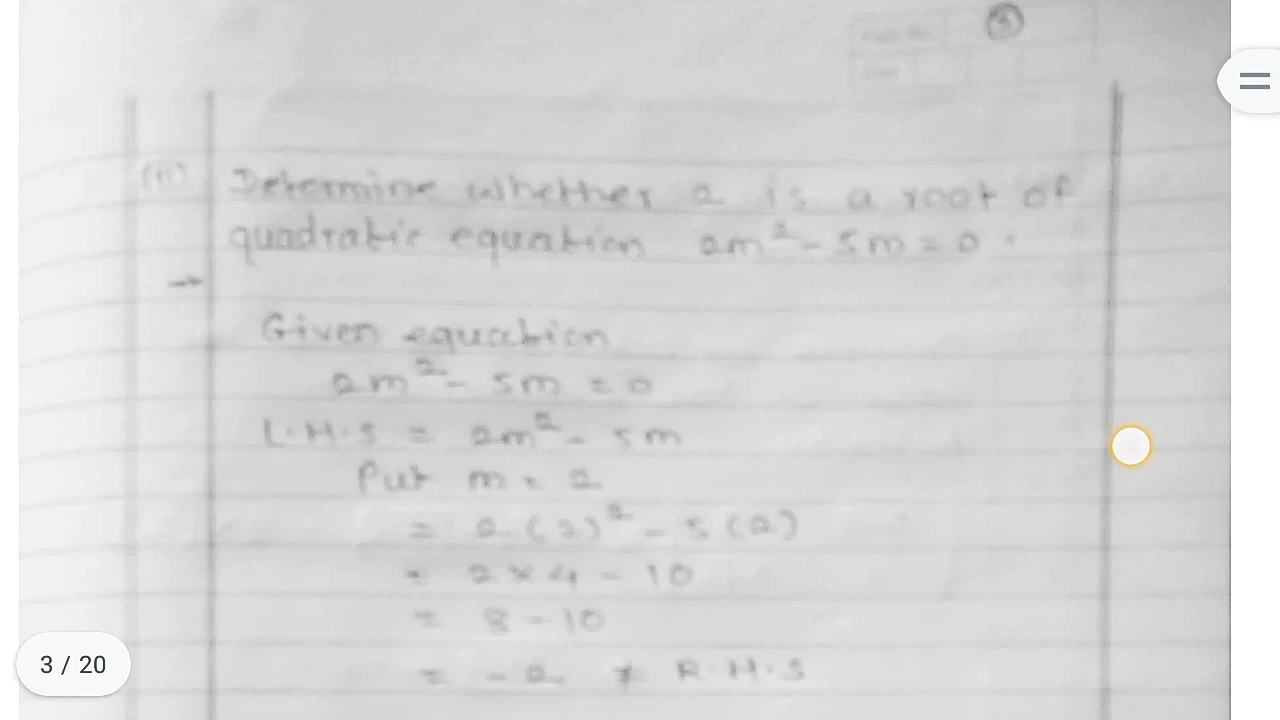 (ii) Determine whether 2 is a root of
quadratic equation 2m² - 5m = 0.
→
Given equation
2m² - 5m = 0
L.H.S = 2m² - 5m
Put m = 2
= 2(2)² - 5(2)
= 2 × 4 - 10
= 8 - 10
= -2 ≠ R.H.S
3 / 20